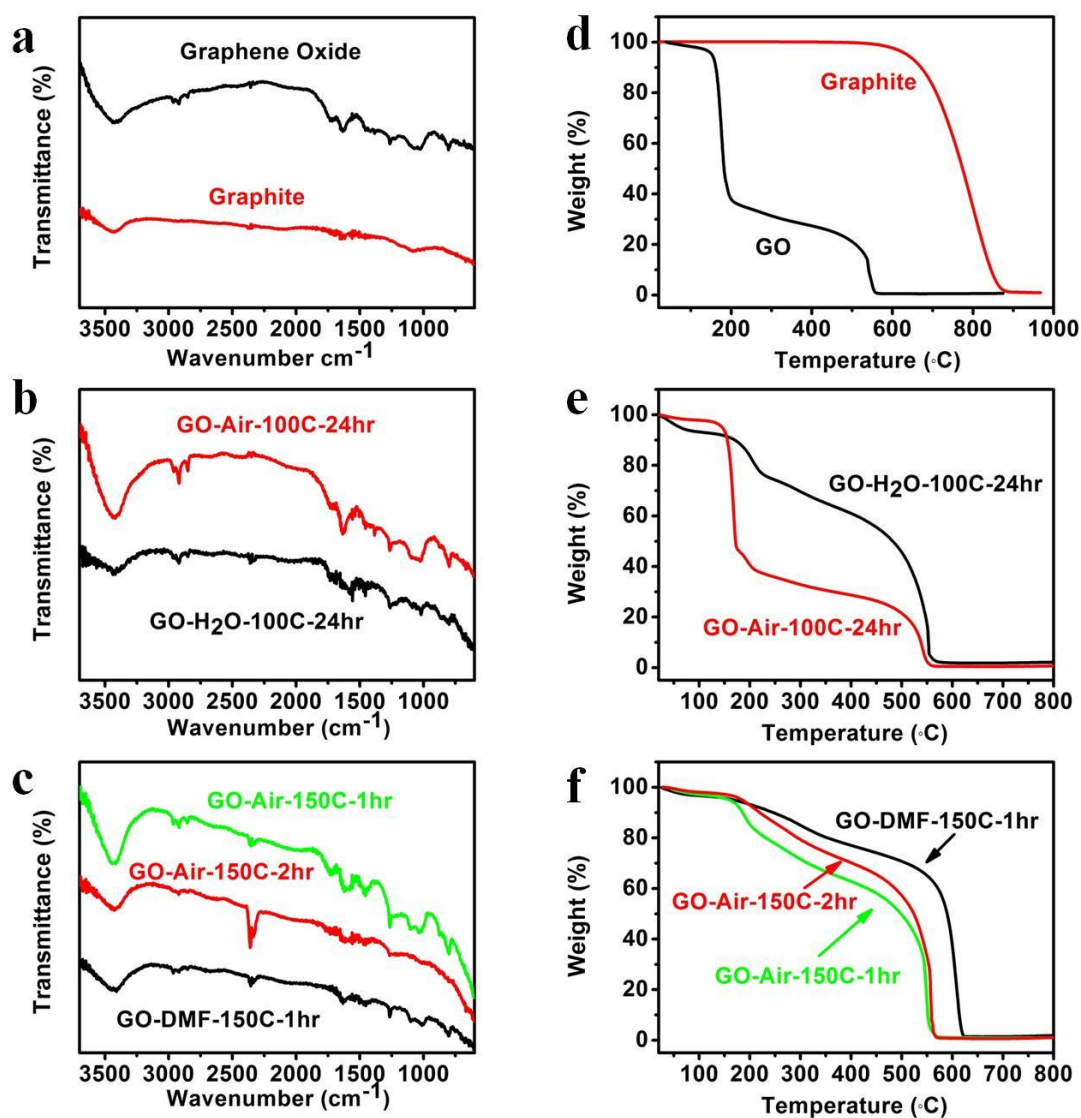 a
Graphene Oxide
Graphite
Transmittance (%)
3500 3000 2500 2000 1500 1000
Wavenumber cm-1
d
100
80
60
40
20
0
Graphite
GO
Weight (%)
200 400 600 800 1000
Temperature (◦C)
b
GO-Air-100C-24hr
GO-H2O-100C-24hr
Transmittance (%)
3500 3000 2500 2000 1500 1000
Wavenumber (cm-1)
e
100
80
60
40
20
0
GO-H2O-100C-24hr
GO-Air-100C-24hr
Weight (%)
100 200 300 400 500 600 700 800
Temperature (◦C)
c
GO-Air-150C-1hr
GO-Air-150C-2hr
GO-DMF-150C-1hr
Transmittance (%)
3500 3000 2500 2000 1500 1000
Wavenumber (cm-1)
f
100
80
60
40
20
0
GO-DMF-150C-1hr
GO-Air-150C-2hr
GO-Air-150C-1hr
Weight (%)
100 200 300 400 500 600 700 800
Temperature (◦C)